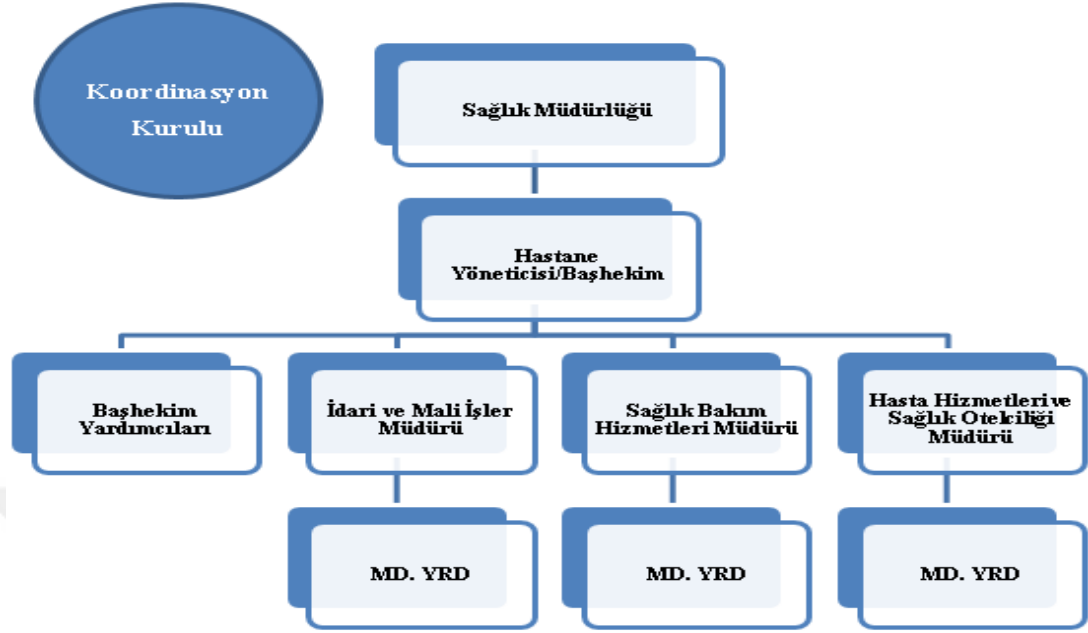 Koordinasyon
Kurulu
Sağlık Müdürlüğü
Hastane
Yöneticisi/Başhekim
Başhekim
Yardımcıları
İdari ve Mali İşler
Müdürü
Sağlık Bakım
Hizmetleri Müdürü
Hasta Hizmetleri ve
Sağlık Otelciliği
Müdürü
MD. YRD
MD. YRD
MD. YRD